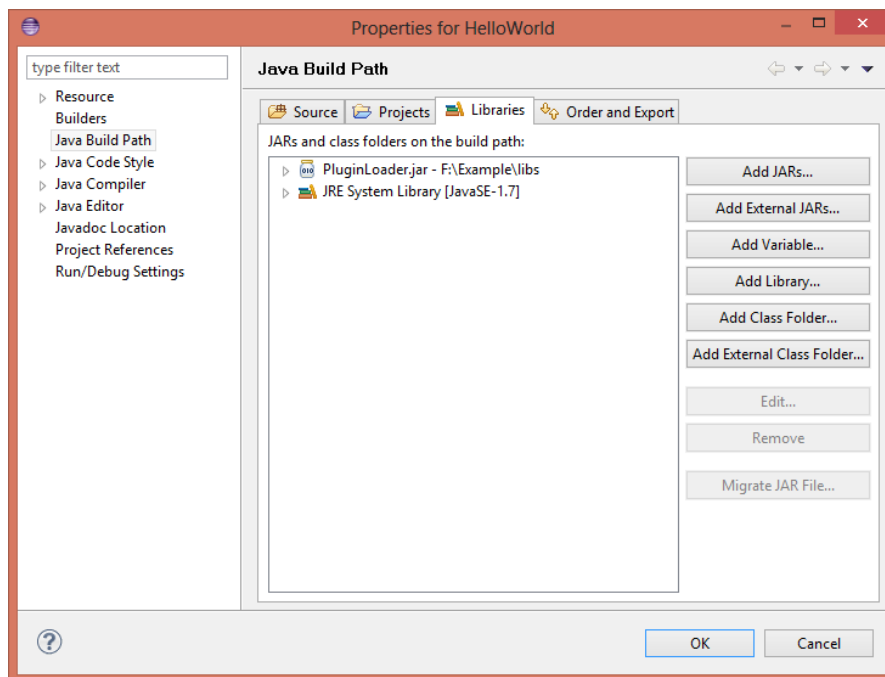 Properties for HelloWorld
type filter text
Resource
Builders
Java Build Path
Java Code Style
Java Compiler
Java Editor
Javadoc Location
Project References
Run/Debug Settings
Java Build Path
Source Projects Libraries Order and Export
JARs and class folders on the build path:
PluginLoader.jar - F:\Example\libs
JRE System Library [JavaSE-1.7]
Add JARs...
Add External JARs...
Add Variable...
Add Library...
Add Class Folder...
Add External Class Folder...
Edit...
Remove
Migrate JAR File...
OK Cancel